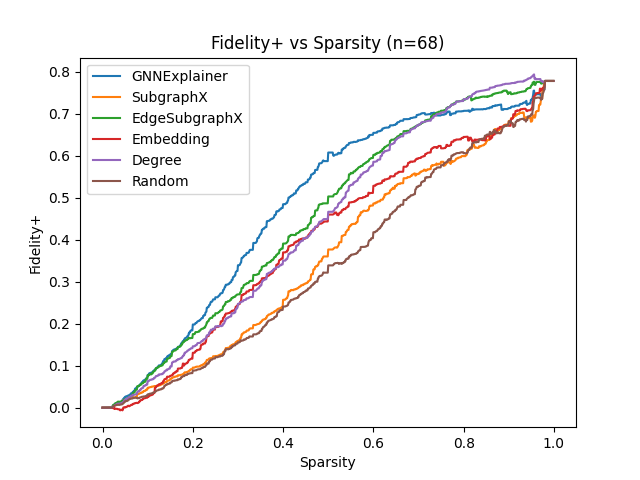 Fidelity+ vs Sparsity (n=68)
GNNExplainer
SubgraphX
EdgeSubgraphX
Embedding
Degree
Random
0.8
0.7
0.6
0.5
0.4
0.3
0.2
0.1
0.0
Fidelity+
0.0 0.2 0.4 0.6 0.8 1.0
Sparsity